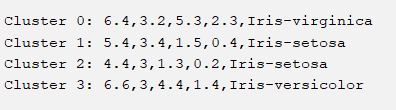 Cluster 0: 6.4,3.2,5.3,2.3,Iris-virginica
Cluster 1: 5.4,3.4,1.5,0.4,Iris-setosa
Cluster 2: 4.4,3,1.3,0.2,Iris-setosa
Cluster 3: 6.6,3,4.4,1.4,Iris-versicolor